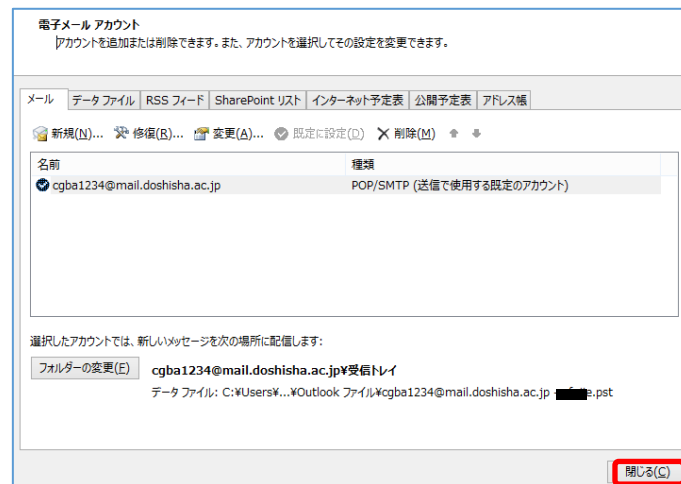 電子メール アカウント
アカウントを追加または削除できます。また、アカウントを選択してその設定を変更できます。
メール データ ファイル RSS フィード SharePoint リスト インターネット予定表 公開予定表 アドレス帳
新規(N)... 修復(R)... 変更(A)... 既定に設定(D) 削除(M)
名前 種類
cgba1234@mail.doshisha.ac.jp POP/SMTP (送信で使用する既定のアカウント)
選択したアカウントでは、新しいメッセージを次の場所に配信します:
フォルダーの変更(F) cgba1234@mail.doshisha.ac.jp¥受信トレイ
データ ファイル: C:¥Users¥...¥Outlook ファイル¥cgba1234@mail.doshisha.ac.jp e.pst
閉じる(C)